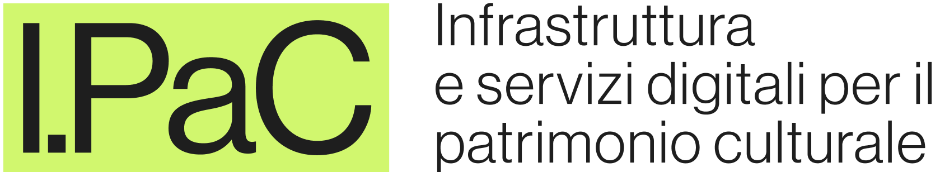 I.PaC
Infrastruttura
e servizi digitali per il
patrimonio culturale